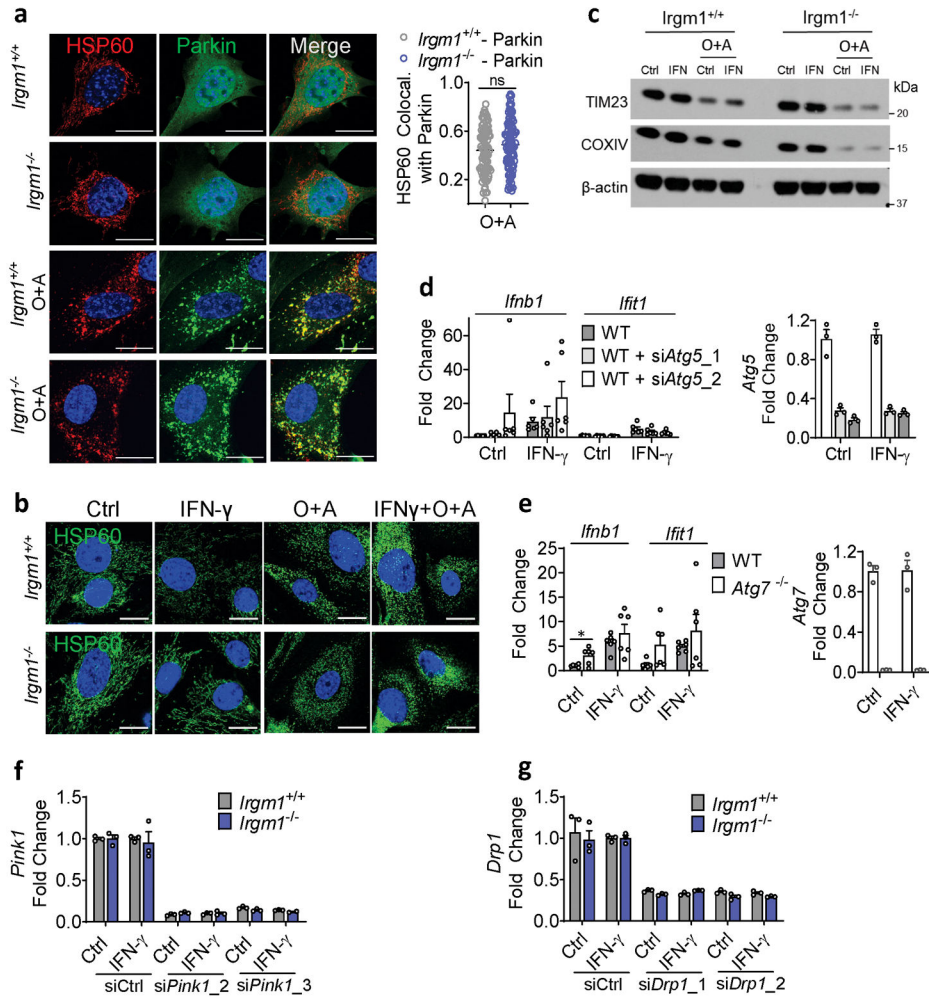 a
HSP60 Parkin Merge
Irgm1+/+
Irgm1-/-
Irgm1+/+ O+A
Irgm1-/- O+A
Irgm1+/+ - Parkin
Irgm1-/- - Parkin
ns
HSP60 Colocal. with Parkin
1.0
0.6
0.2
O+A
c
Irgm1+/+ Irgm1-/-
O+A O+A
Ctrl IFN Ctrl IFN Ctrl IFN Ctrl IFN
kDa
TIM23
20
COXIV
15
β-actin
37
d
Ifnb1 Ifit1
Fold Change
60
40
20
0
WT
WT + siAtg5_1
WT + siAtg5_2
Ctrl IFN-γ Ctrl IFN-γ
Atg5
Fold Change
1.2
0.8
0.4
0.0
Ctrl IFN-γ
b
Ctrl IFN-γ O+A IFNγ+O+A
HSP60
Irgm1+/+
HSP60
Irgm1-/-
e
Ifnb1 Ifit1
Fold Change
25
20
15
10
5
0
*
WT
Atg7 -/-
Ctrl IFN-γ Ctrl IFN-γ
Atg7
Fold Change
1.2
0.8
0.4
0.0
Ctrl IFN-γ
f
Pink1
Fold Change
1.5
1.0
0.5
0.0
Irgm1+/+
Irgm1-/-
Ctrl IFN-γ Ctrl IFN-γ Ctrl IFN-γ
siCtrl siPink1_2 siPink1_3
g
Drp1
Fold Change
1.5
1.0
0.5
0
Irgm1+/+
Irgm1-/-
Ctrl IFN-γ Ctrl IFN-γ Ctrl IFN-γ
siCtrl siDrp1_1 siDrp1_2